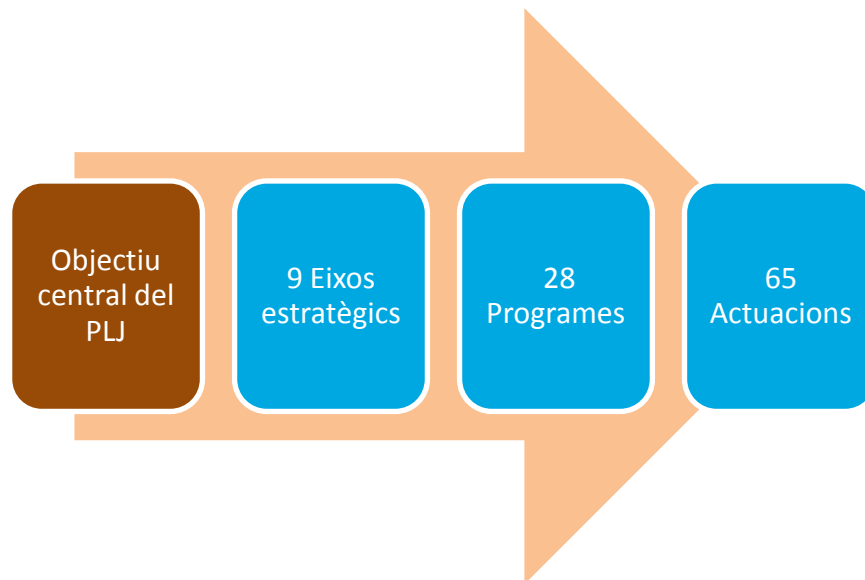 Objectiu
central del
PLJ
9 Eixos
estratègics
28
Programes
65
Actuacions